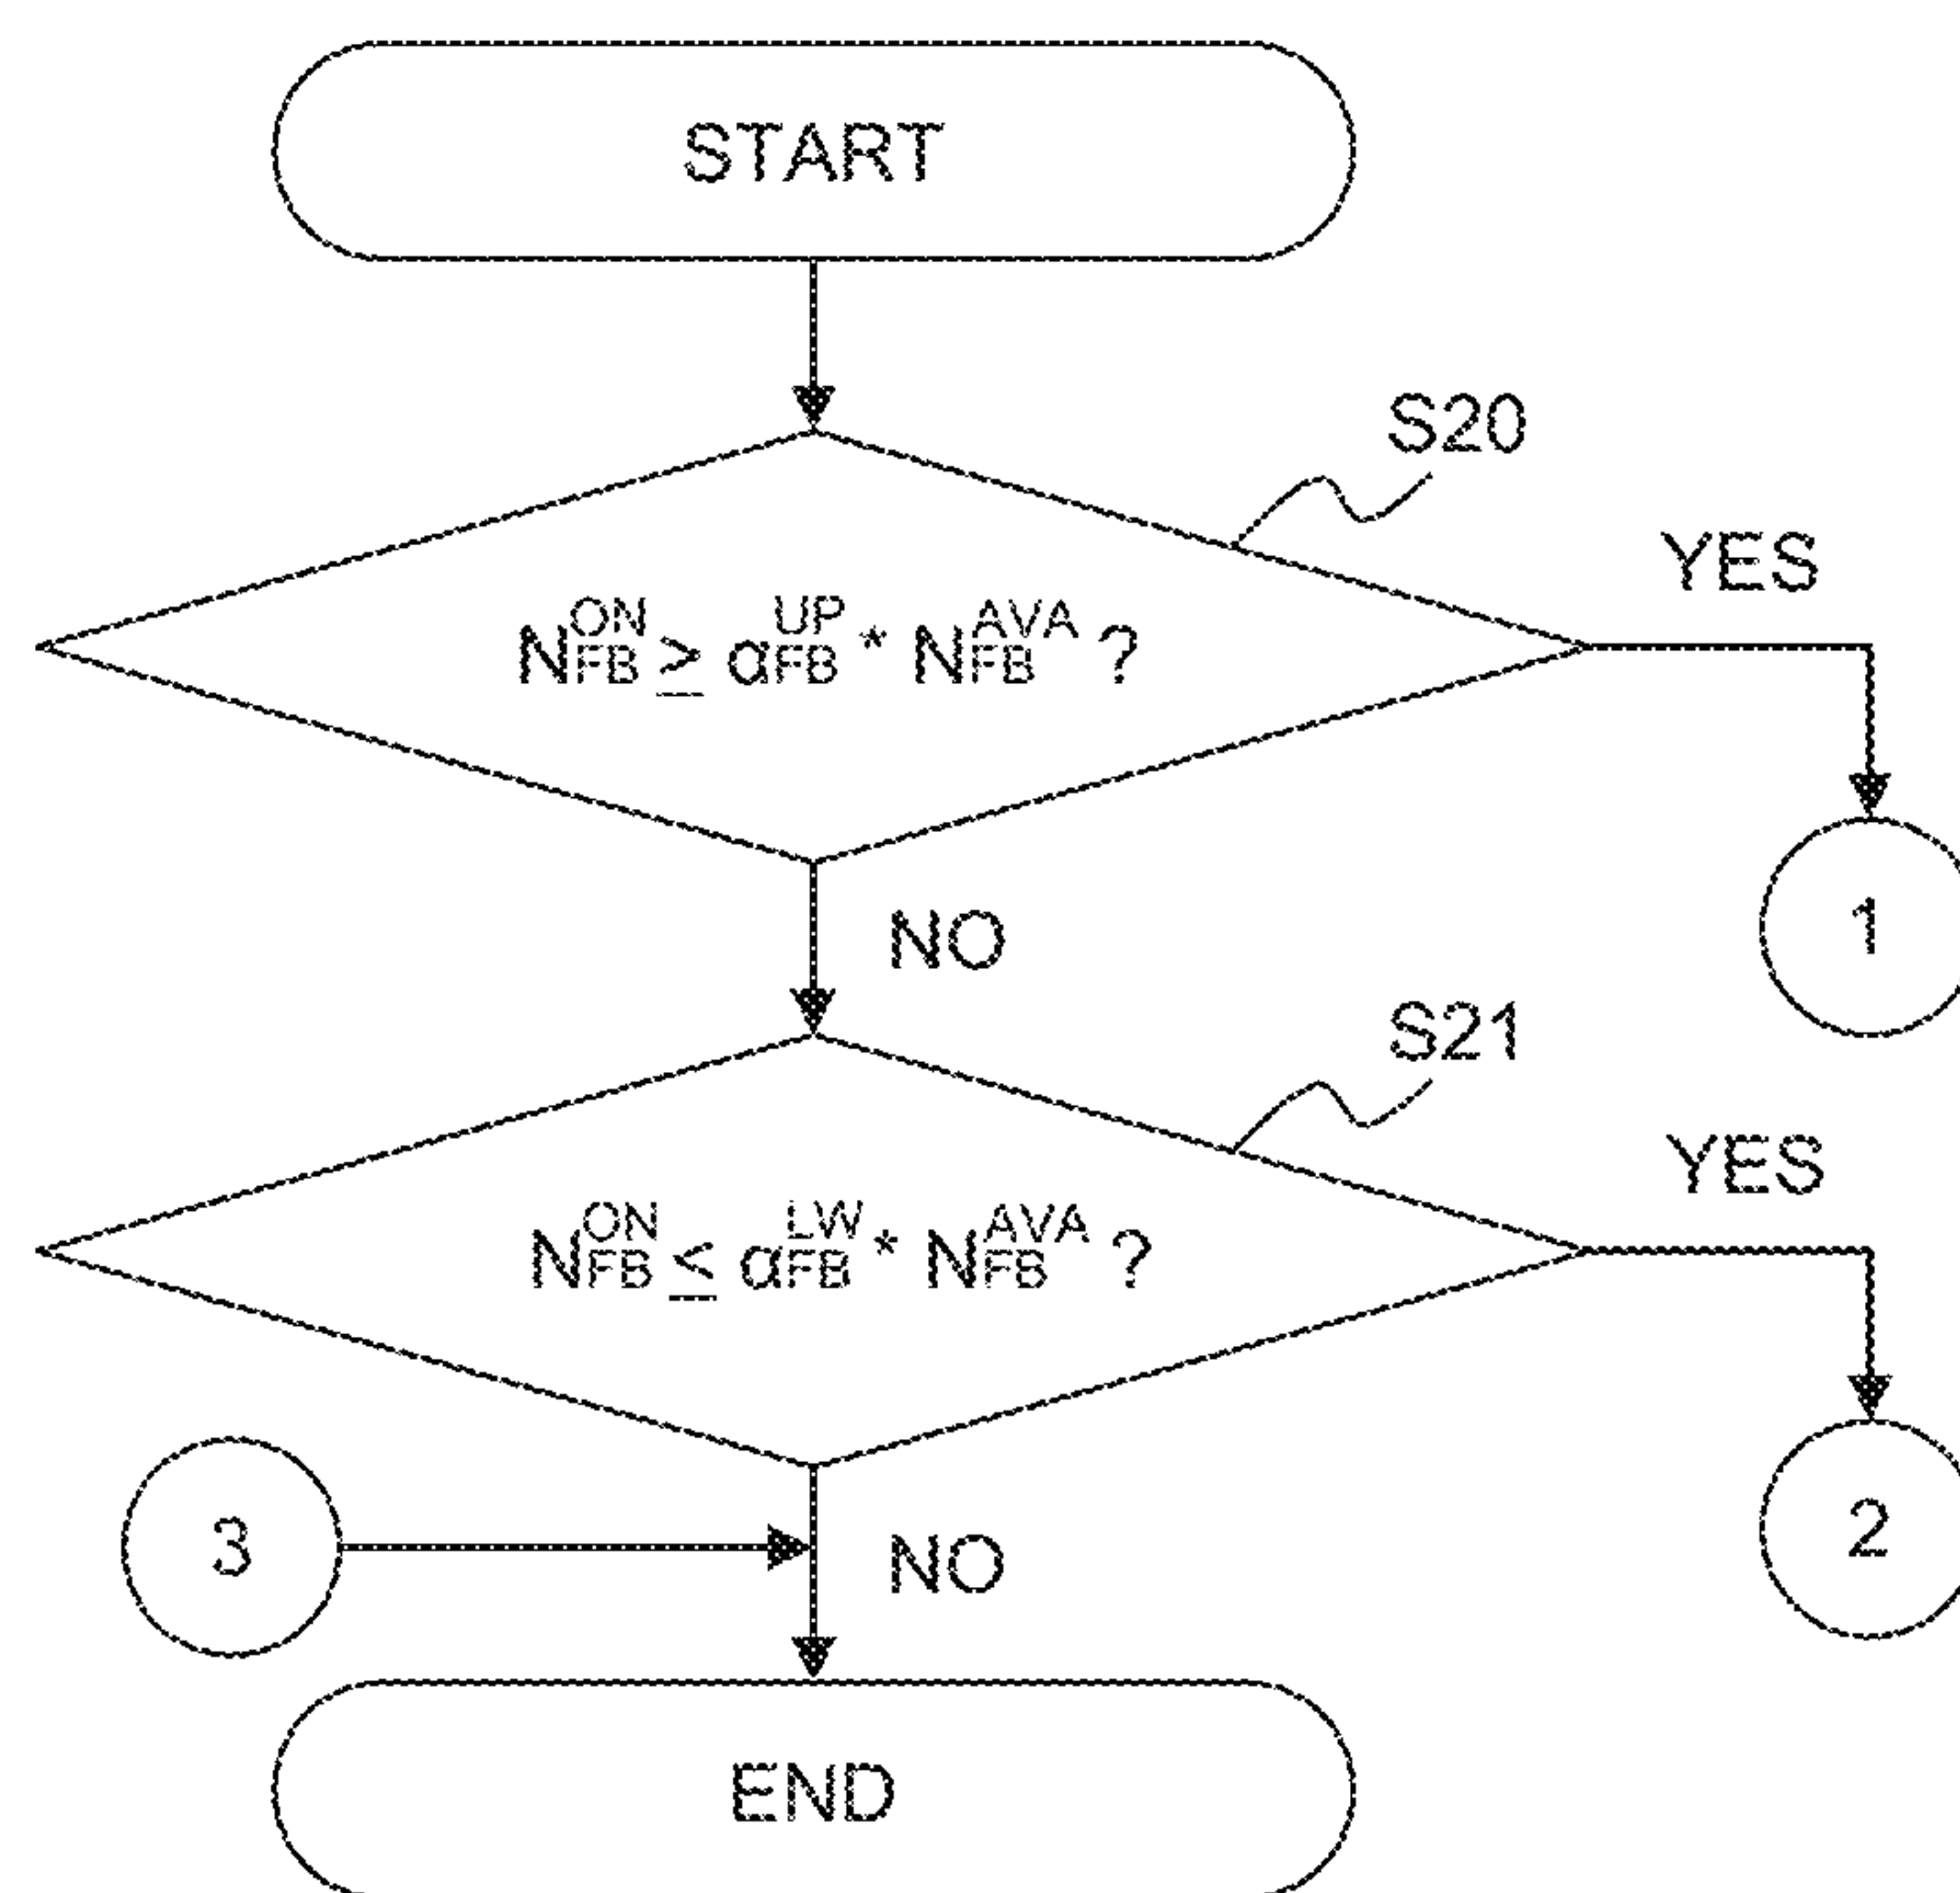 START
S20
YES
N_FB^ON ≥ α_FB^UP * N_FB^AVA ?
1
NO
S21
YES
N_FB^ON ≤ α_FB^LW * N_FB^AVA ?
3
NO
2
END